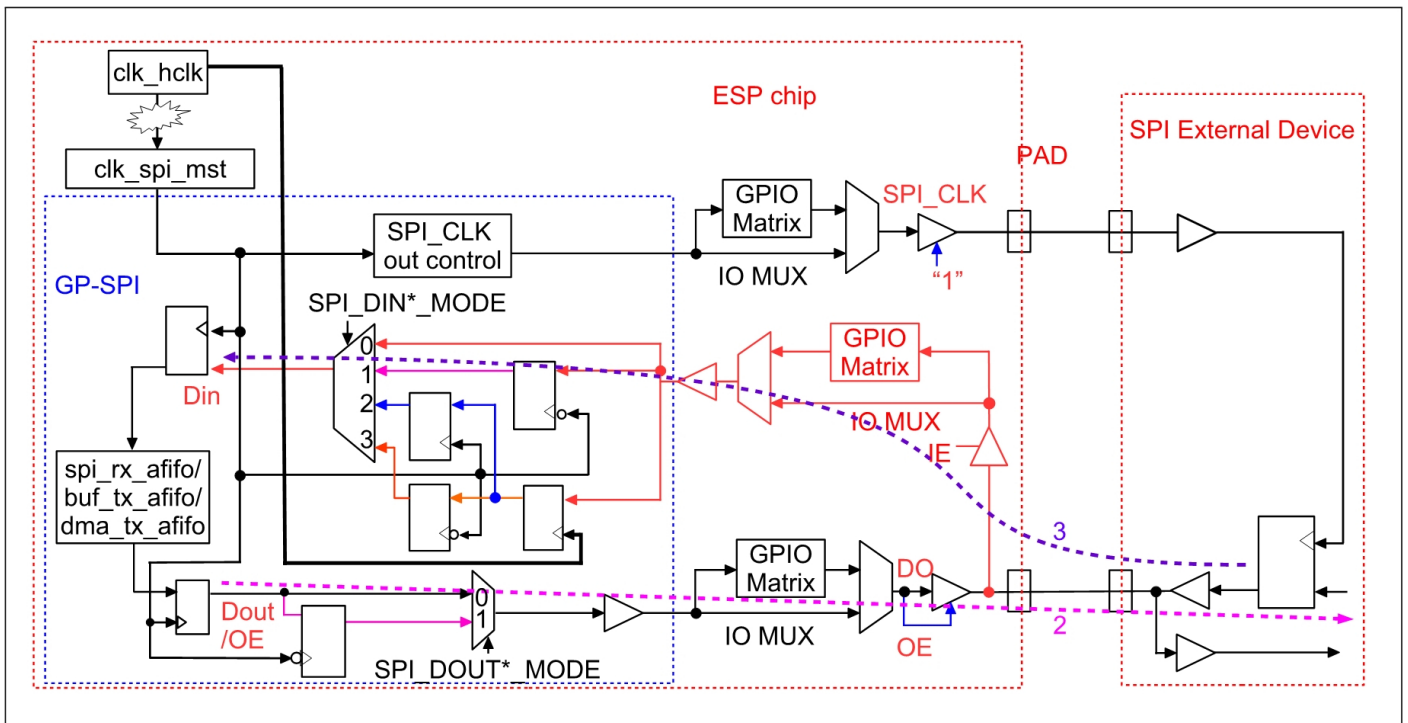 clk_hclk
ESP chip
SPI External Device
PAD
clk_spi_mst
GPIO
Matrix
SPI_CLK
SPI_CLK
out control
IO MUX
“1”
GP-SPI
SPI_DIN*_MODE
0
1
2
3
GPIO
Matrix
Din
IO MUX
IE
spi_rx_afifo/
buf_tx_afifo/
dma_tx_afifo
3
GPIO
Matrix
DO
Dout
/OE
0
1
IO MUX
OE
2
SPI_DOUT*_MODE